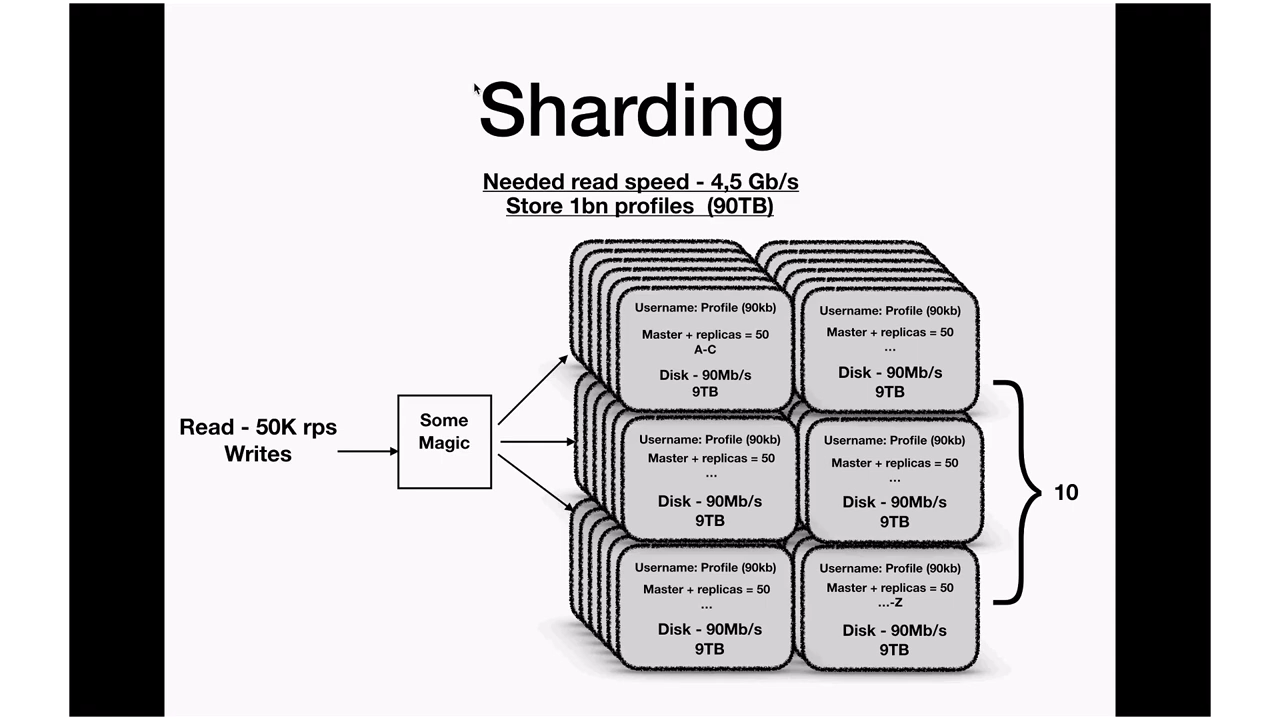 Sharding
Needed read speed - 4,5 Gb/s
Store 1bn profiles (90TB)
Read - 50K rps
Writes
Some
Magic
Username: Profile (90kb)
Master + replicas = 50
A-C
Disk - 90Mb/s
9TB
Username: Profile (90kb)
Master + replicas = 50
...
Disk - 90Mb/s
9TB
Username: Profile (90kb)
Master + replicas = 50
...
Disk - 90Mb/s
9TB
Username: Profile (90kb)
Master + replicas = 50
...
Disk - 90Mb/s
9TB
Username: Profile (90kb)
Master + replicas = 50
...
Disk - 90Mb/s
9TB
Username: Profile (90kb)
Master + replicas = 50
...-Z
Disk - 90Mb/s
9TB
10